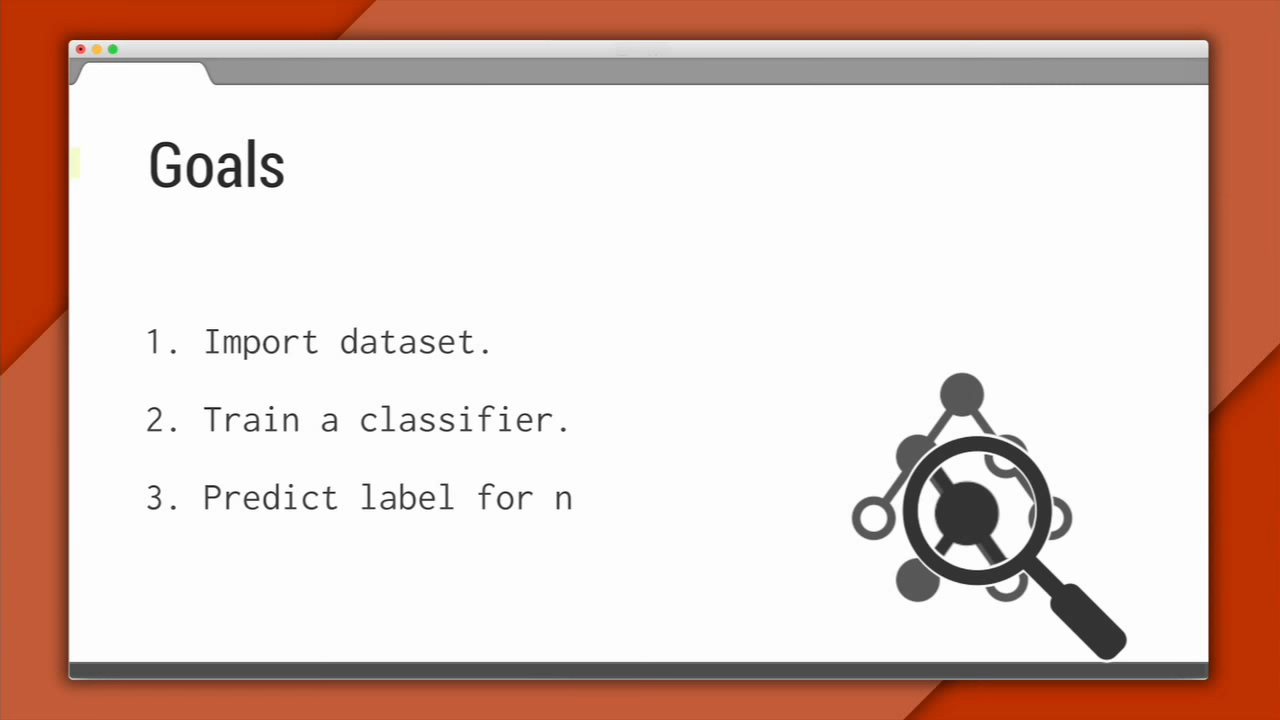 Goals
1. Import dataset.
2. Train a classifier.
3. Predict label for n